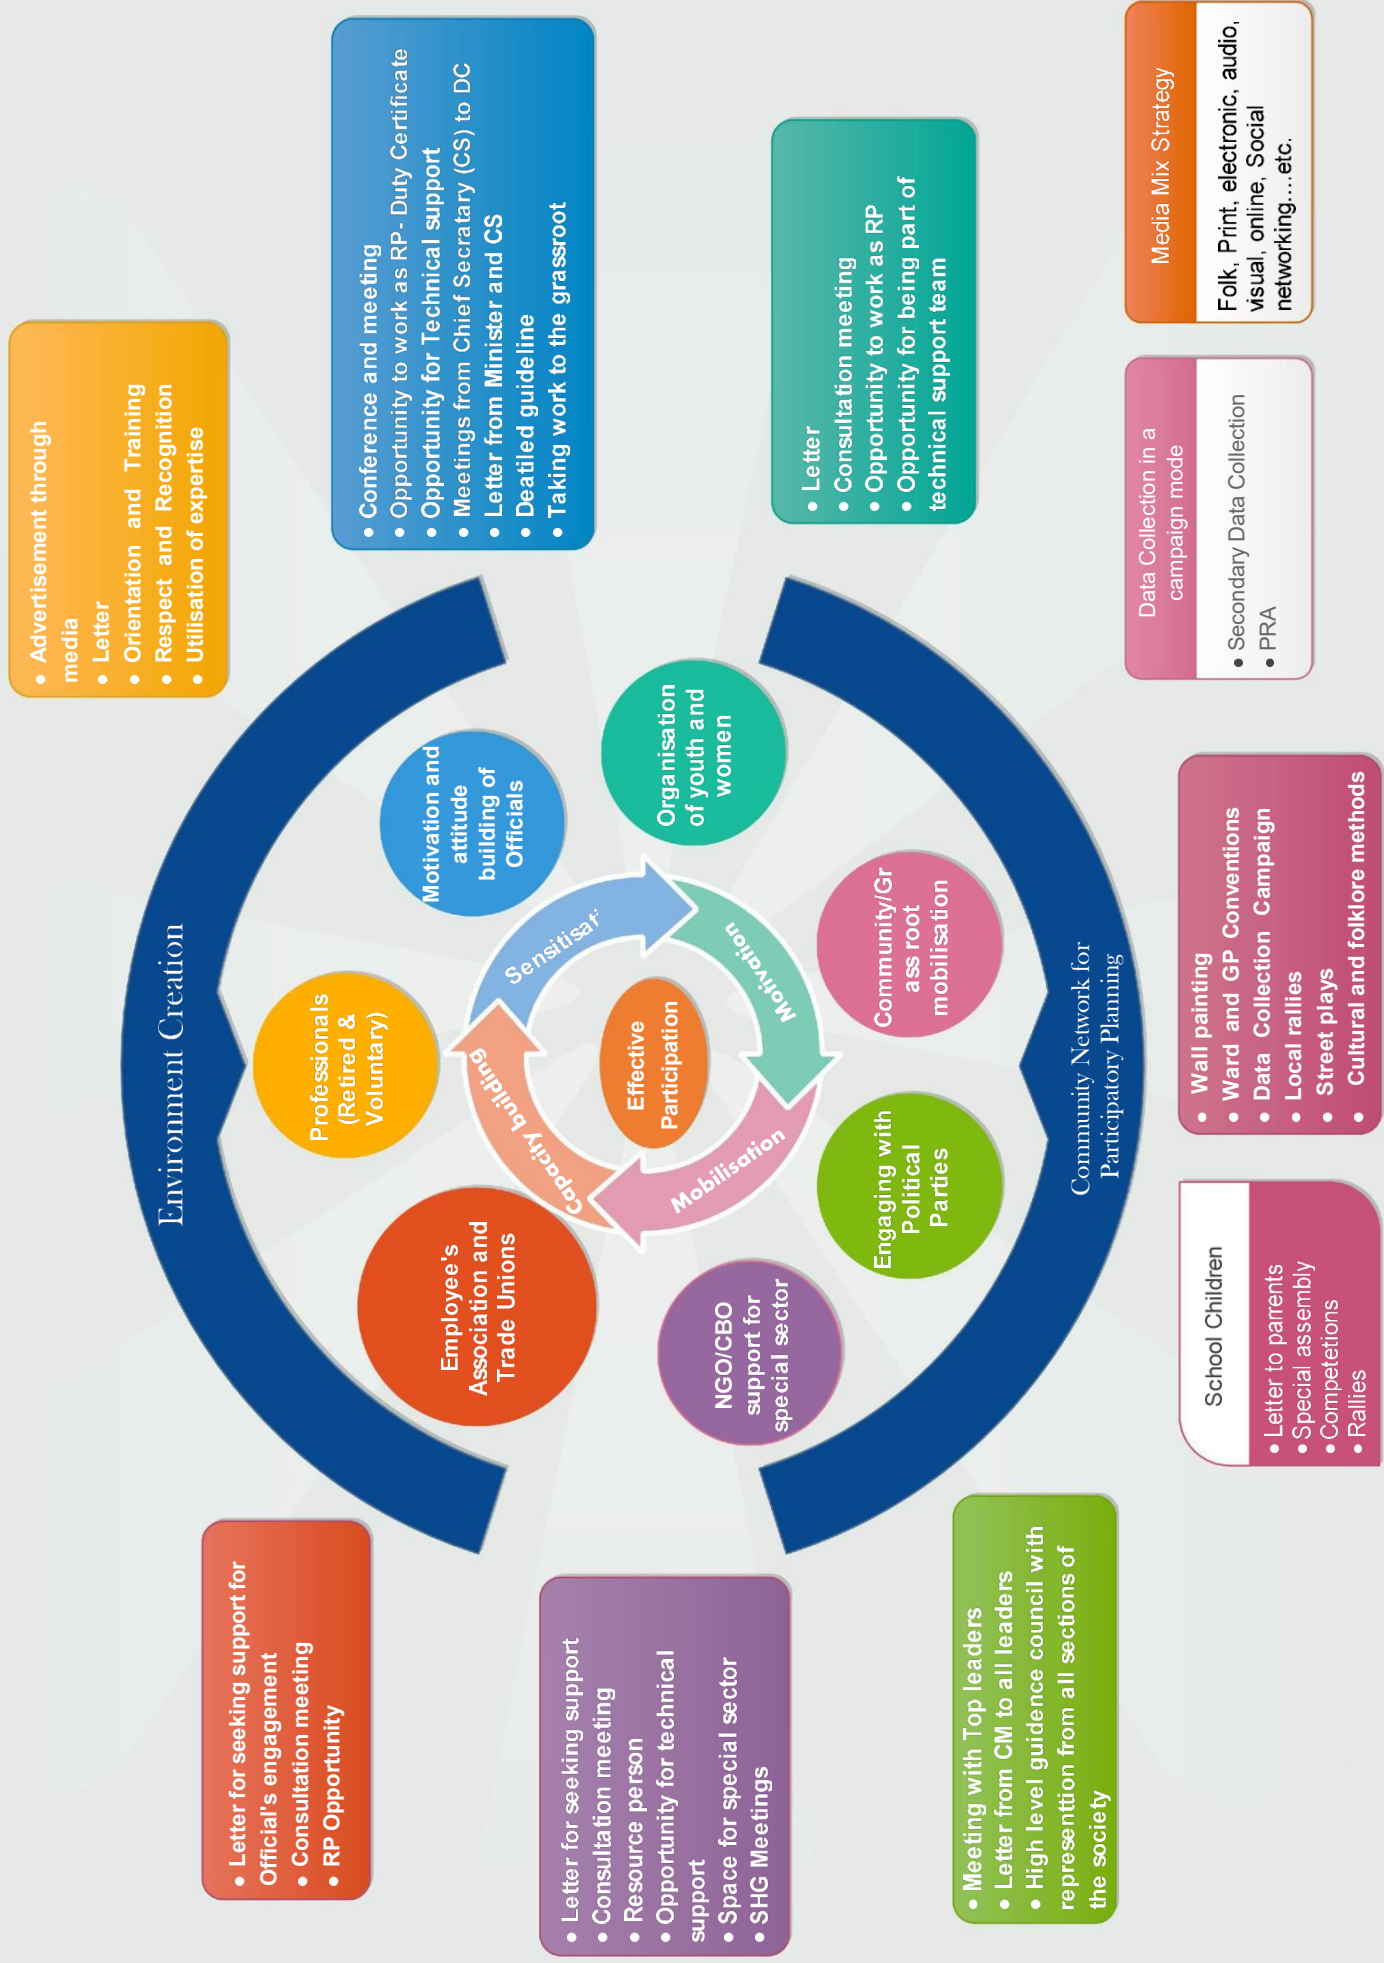 Environment Creation
• Letter for seeking support for
Official's engagement
• Consultation meeting
• RP Opportunity
• Advertisement through
media
• Letter
• Orientation and Training
• Respect and Recognition
• Utilisation of expertise
• Conference and meeting
• Opportunity to work as RP- Duty Certificate
• Opportunity for Technical support
• Meetings from Chief Secratary (CS) to DC
• Letter from Minister and CS
• Deatiled guideline
• Taking work to the grassroot
Employee's
Association and
Trade Unions
Professionals
(Retired &
Voluntary)
Motivation and
attitude
building of
Officials
Organisation
of youth and
women
Community/Gr
ass root
mobilisation
Engaging with
Political
Parties
NGO/CBO
support for
special sector
Capacity building
Sensitisati
Motivation
Mobilisation
Effective
Participation
• Letter for seeking support
• Consultation meeting
• Resource person
• Opportunity for technical
support
• Space for special sector
• SHG Meetings
• Letter
• Consultation meeting
• Opportunity to work as RP
• Opportunity for being part of
technical support team
Community Network for
Participatory Planning
• Meeting with Top leaders
• Letter from CM to all leaders
• High level guidence council with
representtion from all sections of
the society
School Children
• Letter to parrents
• Special assembly
• Competetions
• Rallies
• Wall painting
• Ward and GP Conventions
• Data Collection Campaign
• Local rallies
• Street plays
• Cultural and folklore methods
Data Collection in a
campaign mode
• Secondary Data Collection
• PRA
Media Mix Strategy
Folk, Print, electronic, audio,
visual, online, Social
networking....etc.